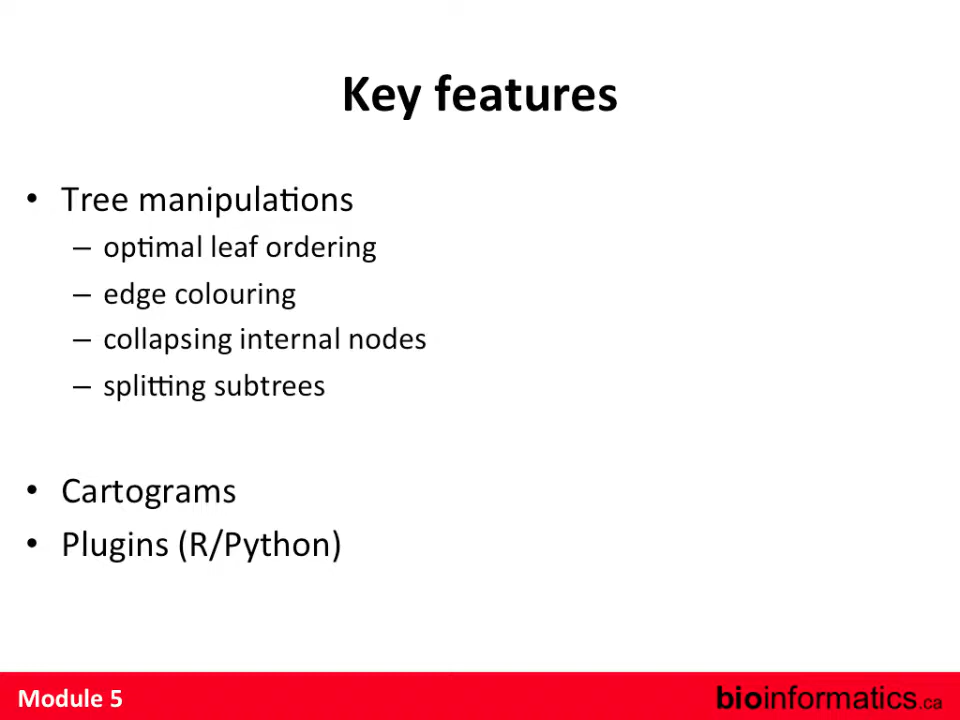 Key features
• Tree manipulations
– optimal leaf ordering
– edge colouring
– collapsing internal nodes
– splitting subtrees
• Cartograms
• Plugins (R/Python)
Module 5
bioinformatics.ca